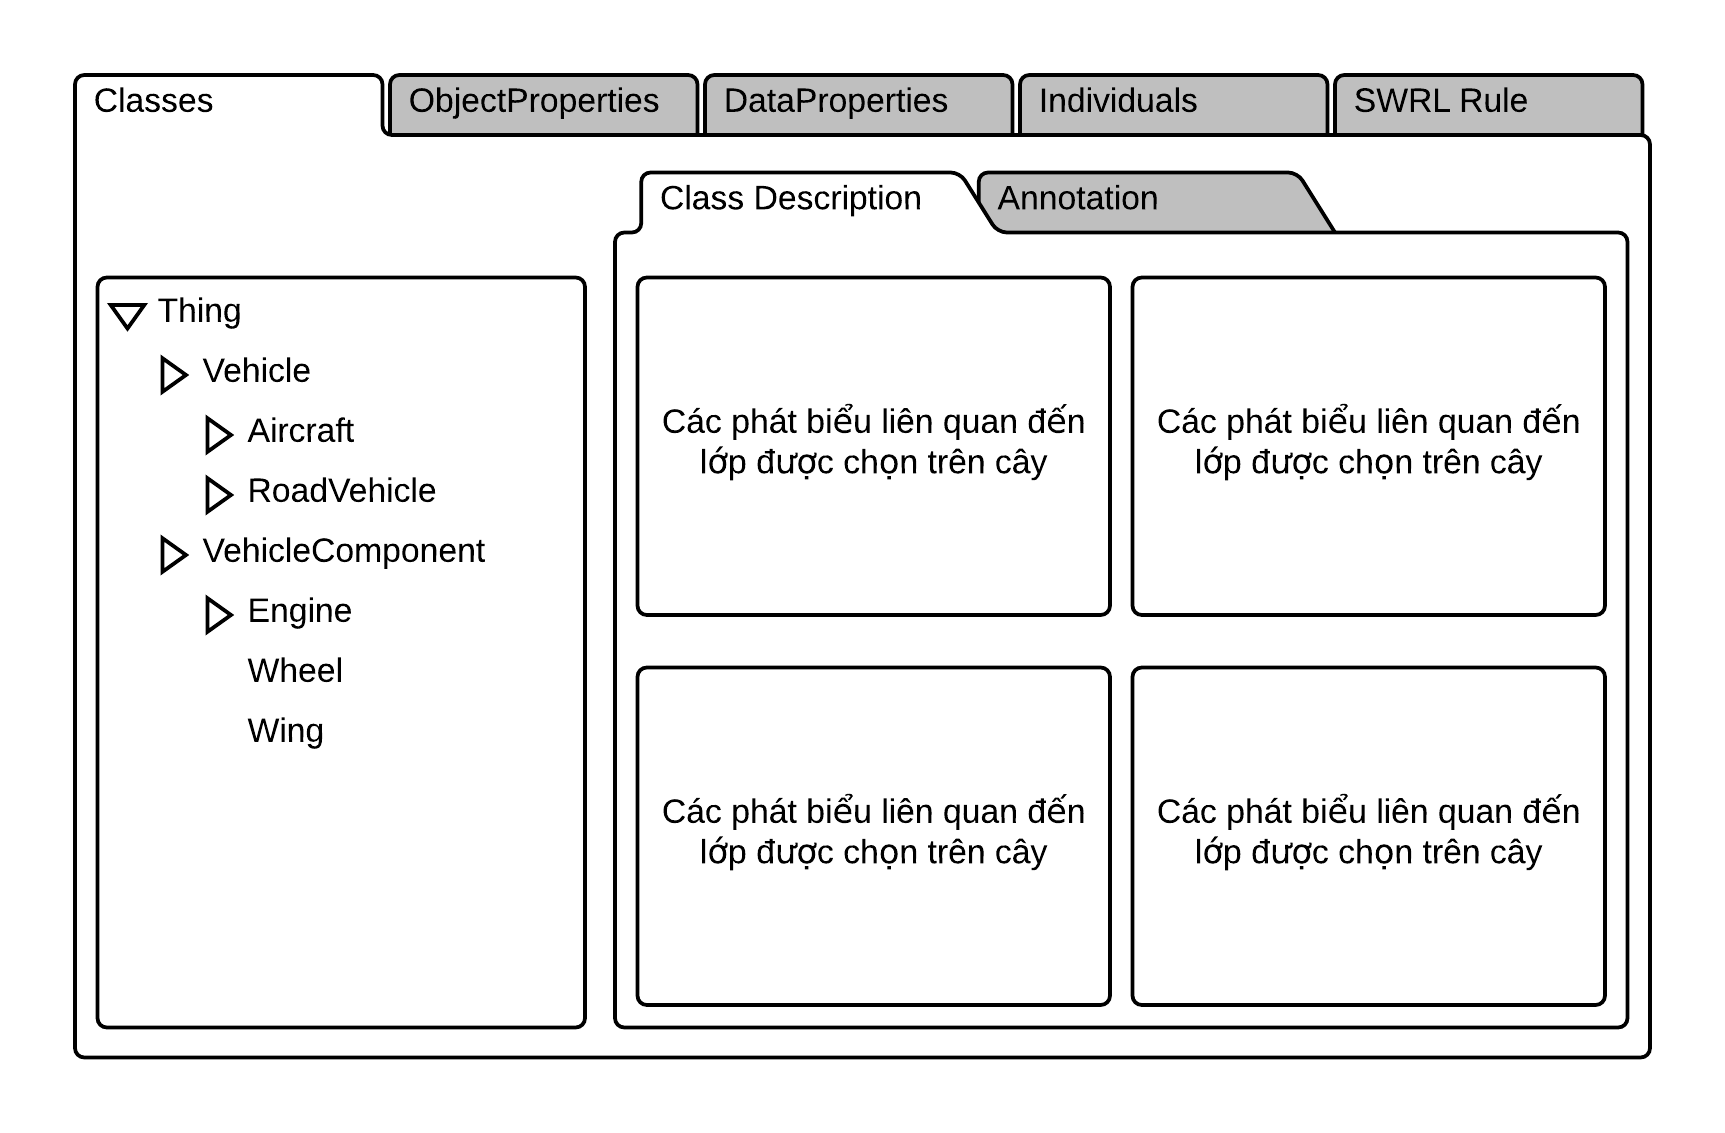 Classes
ObjectProperties
DataProperties
Individuals
SWRL Rule
Class Description
Annotation
Thing
Vehicle
Aircraft
RoadVehicle
VehicleComponent
Engine
Wheel
Wing
Các phát biểu liên quan đến
lớp được chọn trên cây
Các phát biểu liên quan đến
lớp được chọn trên cây
Các phát biểu liên quan đến
lớp được chọn trên cây
Các phát biểu liên quan đến
lớp được chọn trên cây